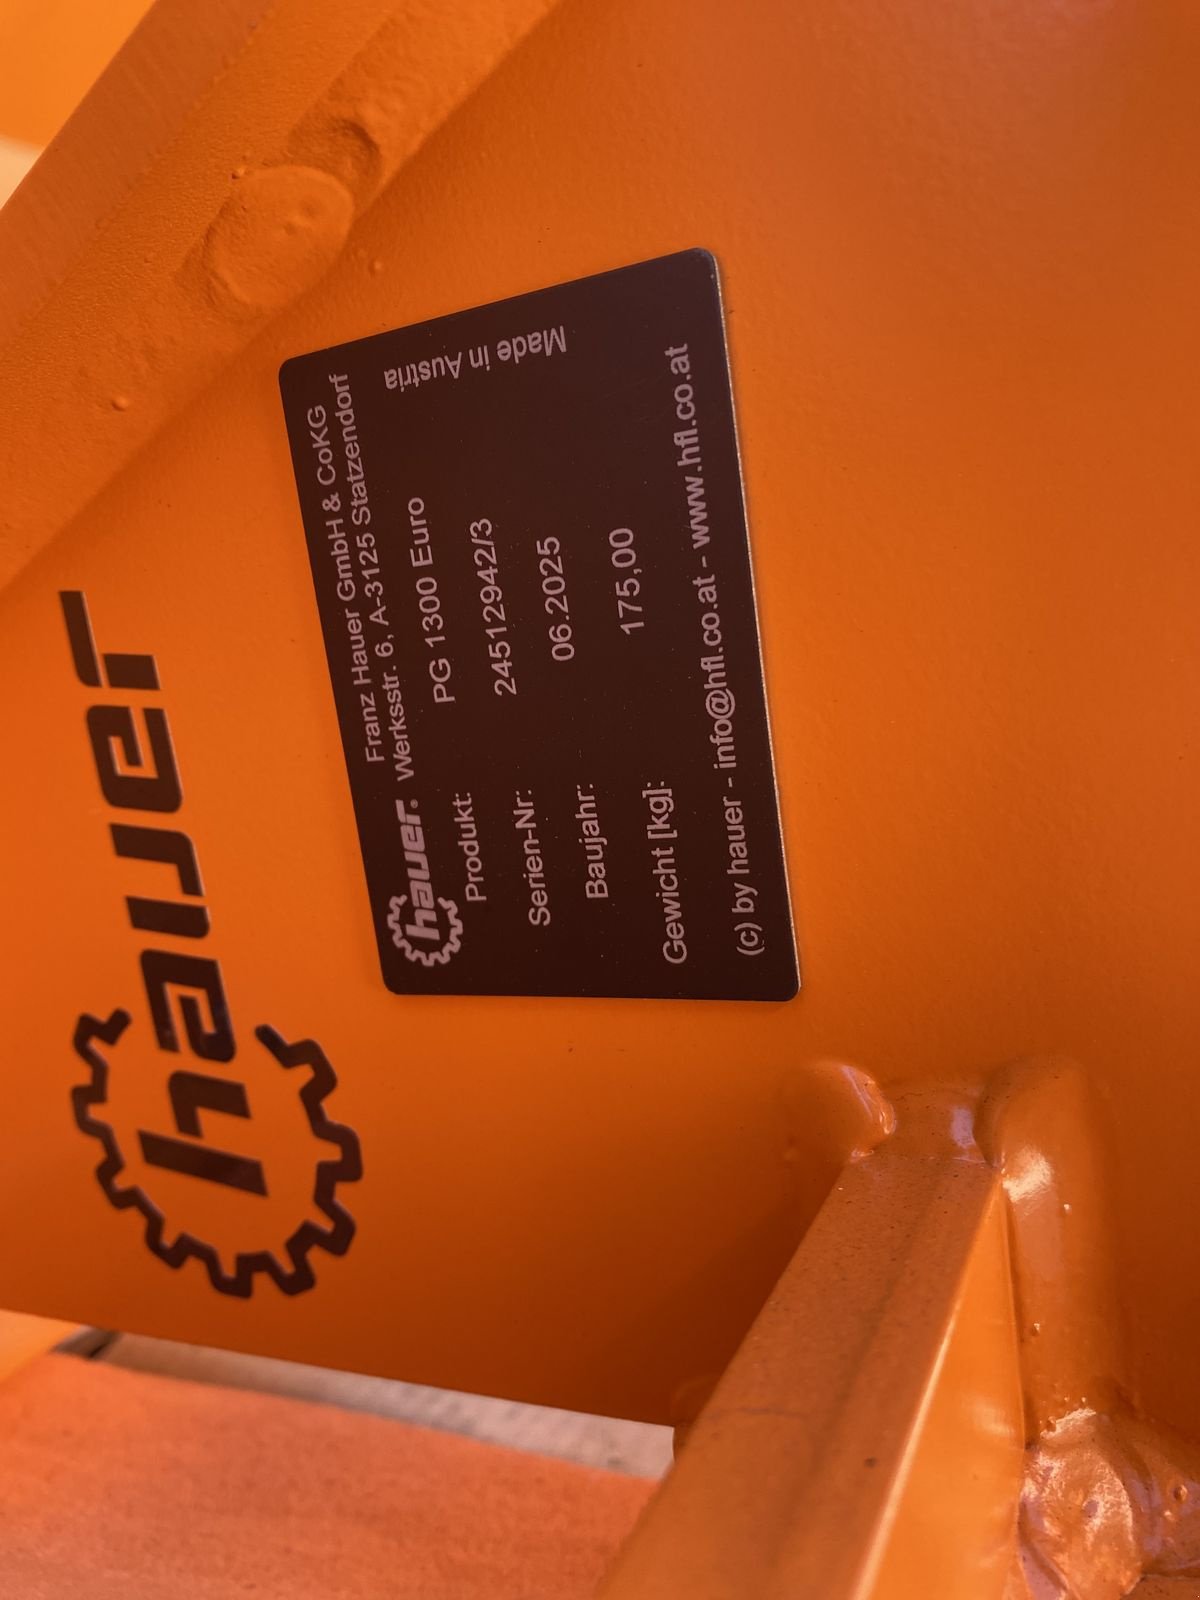 hauer
hauer®
Franz Hauer GmbH & CoKG
Werksstr. 6, A-3125 Statzendorf
Produkt: PG 1300 Euro
Made in Austria
Serien-Nr: 24512942/3
Baujahr: 06.2025
Gewicht [kg]: 175,00
(c) by hauer - info@hfl.co.at - www.hfl.co.at